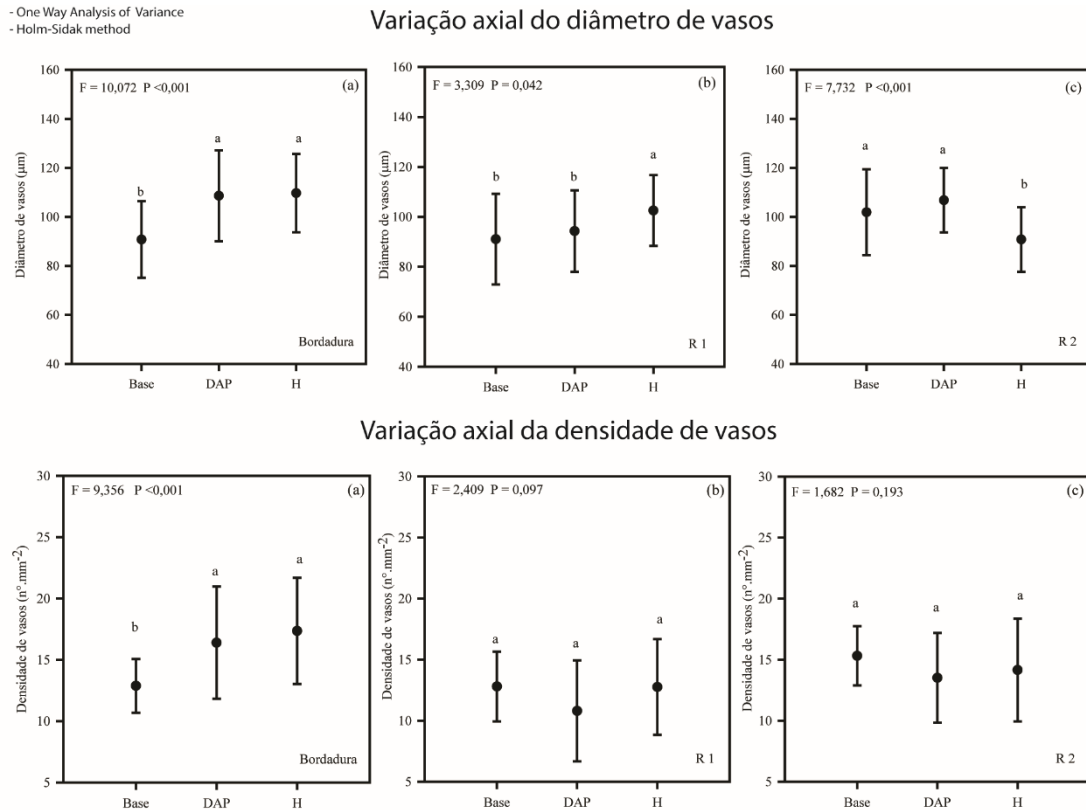 - One Way Analysis of Variance
- Holm-Sidak method
Variação axial do diâmetro de vasos
F = 10,072 P <0,001
(a)
Diâmetro de vasos (µm)
160
140
120
100
80
60
40
b
a
a
Bordadura
Base DAP H
F = 3,309 P = 0,042
(b)
Diâmetro de vasos (µm)
160
140
120
100
80
60
40
b
b
a
R 1
Base DAP H
F = 7,732 P <0,001
(c)
Diâmetro de vasos (µm)
160
140
120
100
80
60
40
a
a
b
R 2
Base DAP H
Variação axial da densidade de vasos
F = 9,356 P <0,001
(a)
Densidade de vasos (n°.mm⁻²)
30
25
20
15
10
5
b
a
a
Bordadura
Base DAP H
F = 2,409 P = 0,097
(b)
Densidade de vasos (n°.mm⁻²)
30
25
20
15
10
5
a
a
a
R 1
Base DAP H
F = 1,682 P = 0,193
(c)
Densidade de vasos (n°.mm⁻²)
30
25
20
15
10
5
a
a
a
R 2
Base DAP H